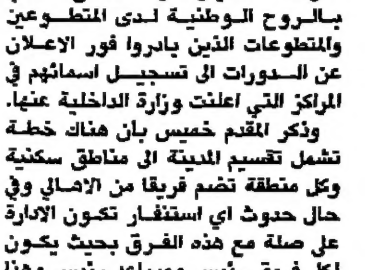 بالروح الوطنية لدى المتطوعين
والمتطوعات الذين بادروا فور الاعلان
عن الدورات الى تسجيل اسمائهم في
المراكز التي اعلنت وزارة الداخلية عنها.
وذكر المقدم خميس بأن هناك خطة
تشمل تقسيم المدينة الى مناطق سكنية
وكل منطقة تضم فريقا من الاهالي وفي
حال حدوث اي استنفار تكون الادارة
على صلة مع هذه الفرق بحيث يكون